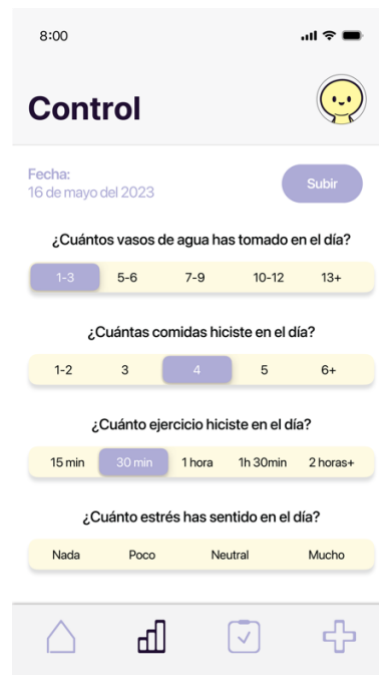 8:00
Control
Fecha:
16 de mayo del 2023
Subir
¿Cuántos vasos de agua has tomado en el día?
1-3 5-6 7-9 10-12 13+
¿Cuántas comidas hiciste en el día?
1-2 3 4 5 6+
¿Cuánto ejercicio hiciste en el día?
15 min 30 min 1 hora 1h 30min 2 horas+
¿Cuánto estrés has sentido en el día?
Nada Poco Neutral Mucho